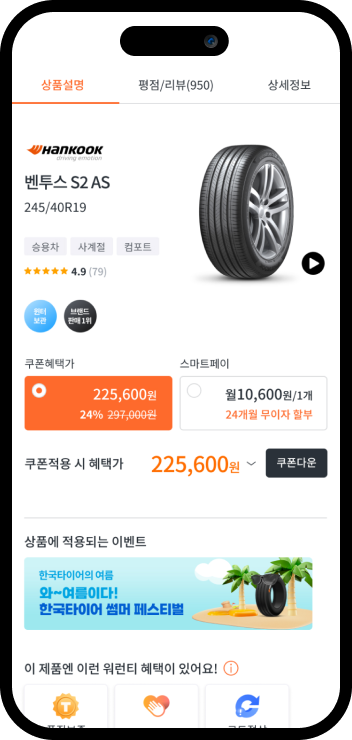 상품설명 평점/리뷰(950) 상세정보
HANKOOK
driving emotion
벤투스 S2 AS
245/40R19
승용차 사계절 컴포트
4.9 (79)
윈터
보관
브랜드
판매 1위
쿠폰혜택가 스마트페이
225,600원 월10,600원/1개
24% 297,000원 24개월 무이자 할부
쿠폰적용 시 혜택가 225,600원 쿠폰다운
상품에 적용되는 이벤트
한국타이어의 여름
와~여름이다!
한국타이어 썸머 페스티벌
이 제품엔 이런 워런티 혜택이 있어요!